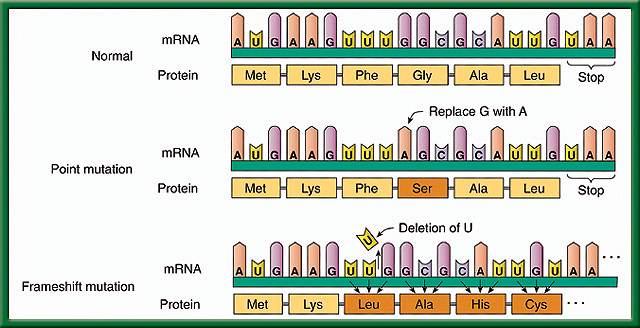 Normal
mRNA
A U G A A G U U U G G C G C A U U G U A A
Protein
Met Lys Phe Gly Ala Leu
Stop
Replace G with A
Point mutation
mRNA
A U G A A G U U U A G C G C A U U G U A A
Protein
Met Lys Phe Ser Ala Leu
Stop
U
Deletion of U
Frameshift mutation
mRNA
A U G A A G U U G G C G C A U U G U A A ...
Protein
Met Lys Leu Ala His Cys ...